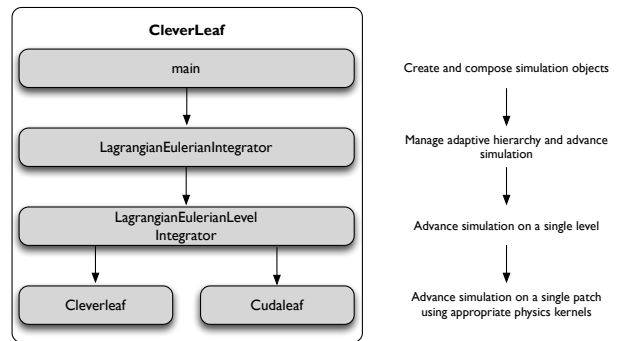 CleverLeaf
main
Create and compose simulation objects
LagrangianEulerianIntegrator
Manage adaptive hierarchy and advance
simulation
LagrangianEulerianLevel
Integrator
Advance simulation on a single level
Cleverleaf
Cudaleaf
Advance simulation on a single patch
using appropriate physics kernels